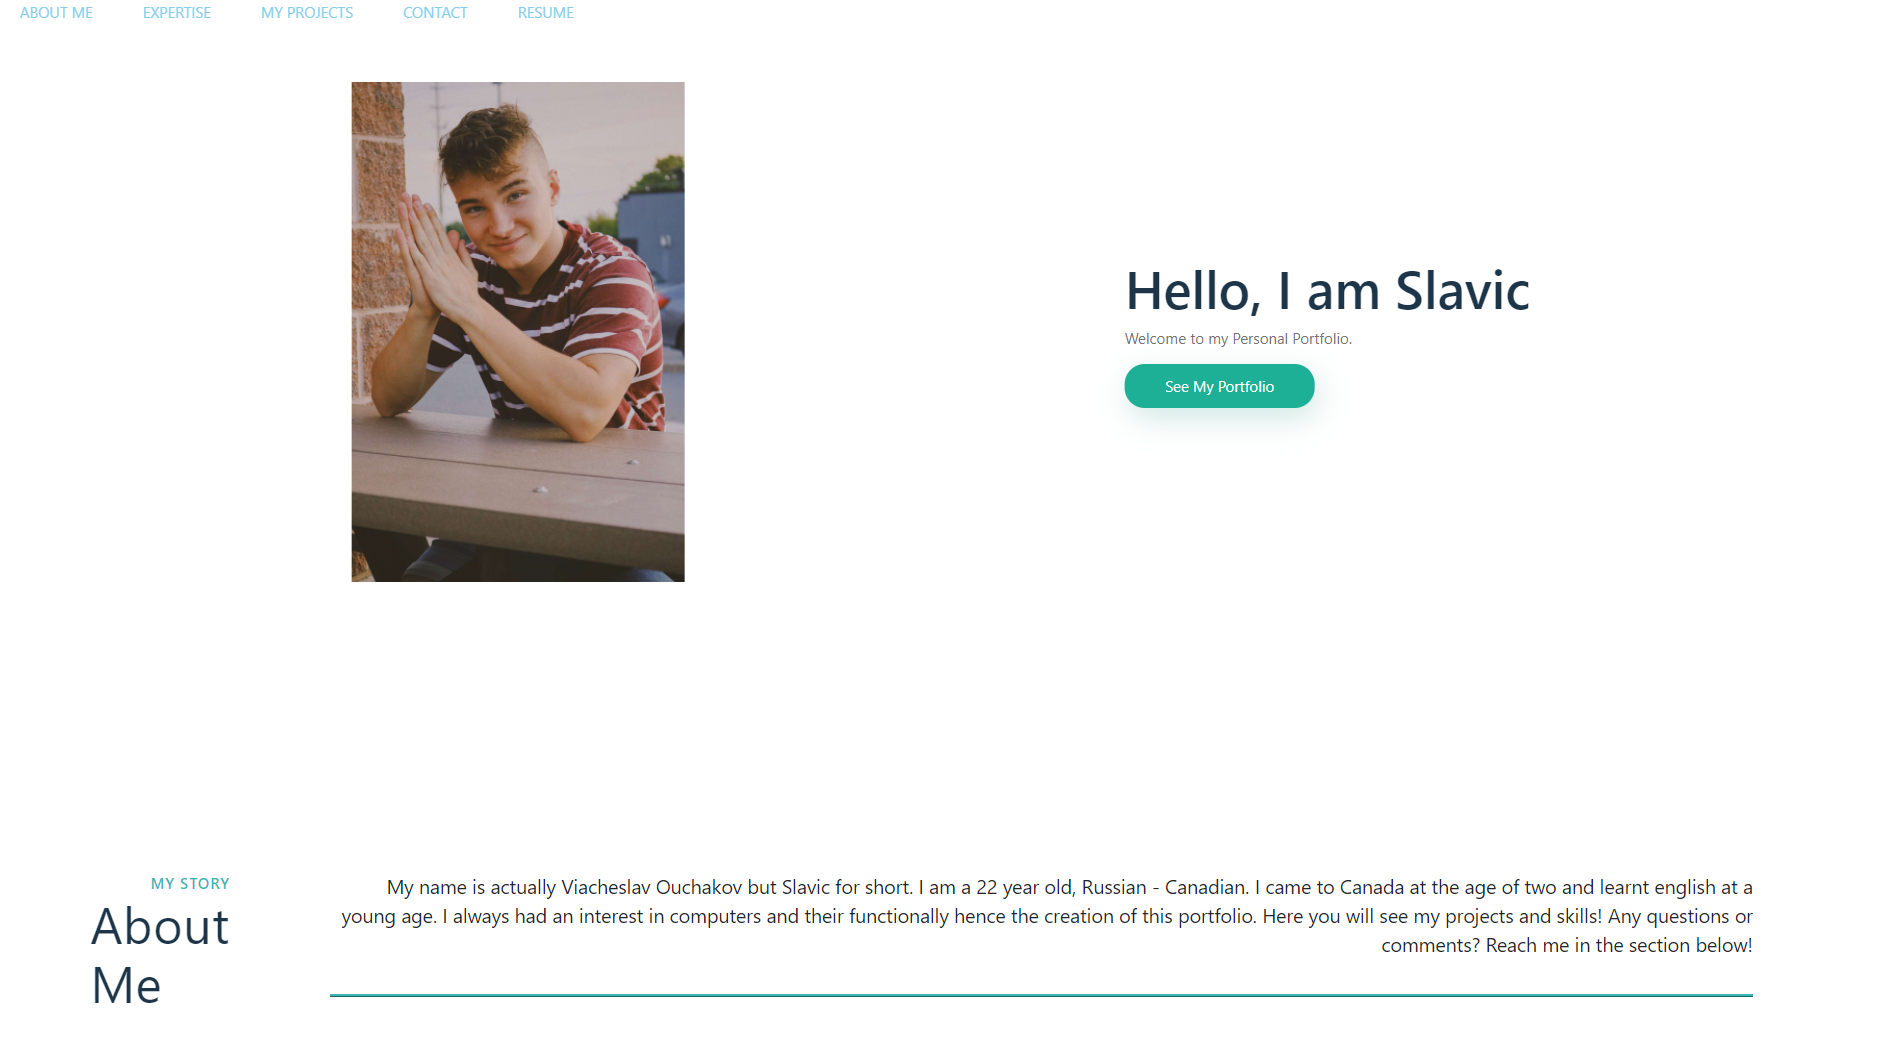 ABOUT ME EXPERTISE MY PROJECTS CONTACT RESUME
Hello, I am Slavic
Welcome to my Personal Portfolio.
See My Portfolio
MY STORY
About
Me
My name is actually Viacheslav Ouchakov but Slavic for short. I am a 22 year old, Russian - Canadian. I came to Canada at the age of two and learnt english at a
young age. I always had an interest in computers and their functionally hence the creation of this portfolio. Here you will see my projects and skills! Any questions or
comments? Reach me in the section below!